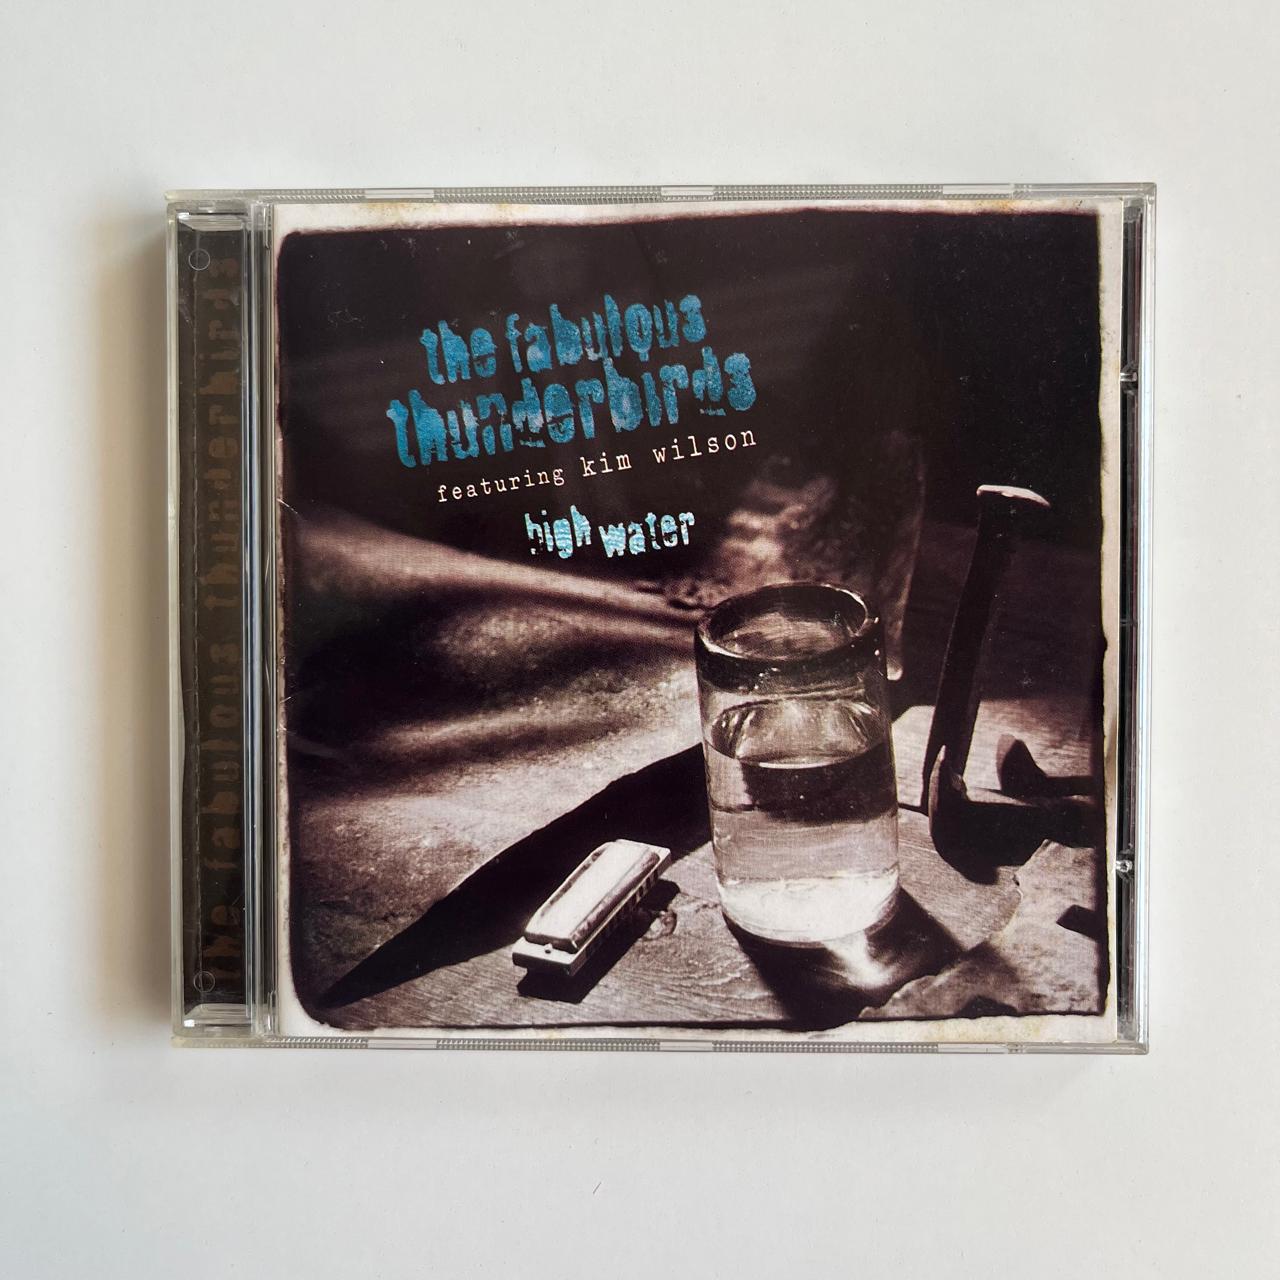 the fabulous
thunderbirds
featuring kim wilson
high water
the fabulous thunderbirds